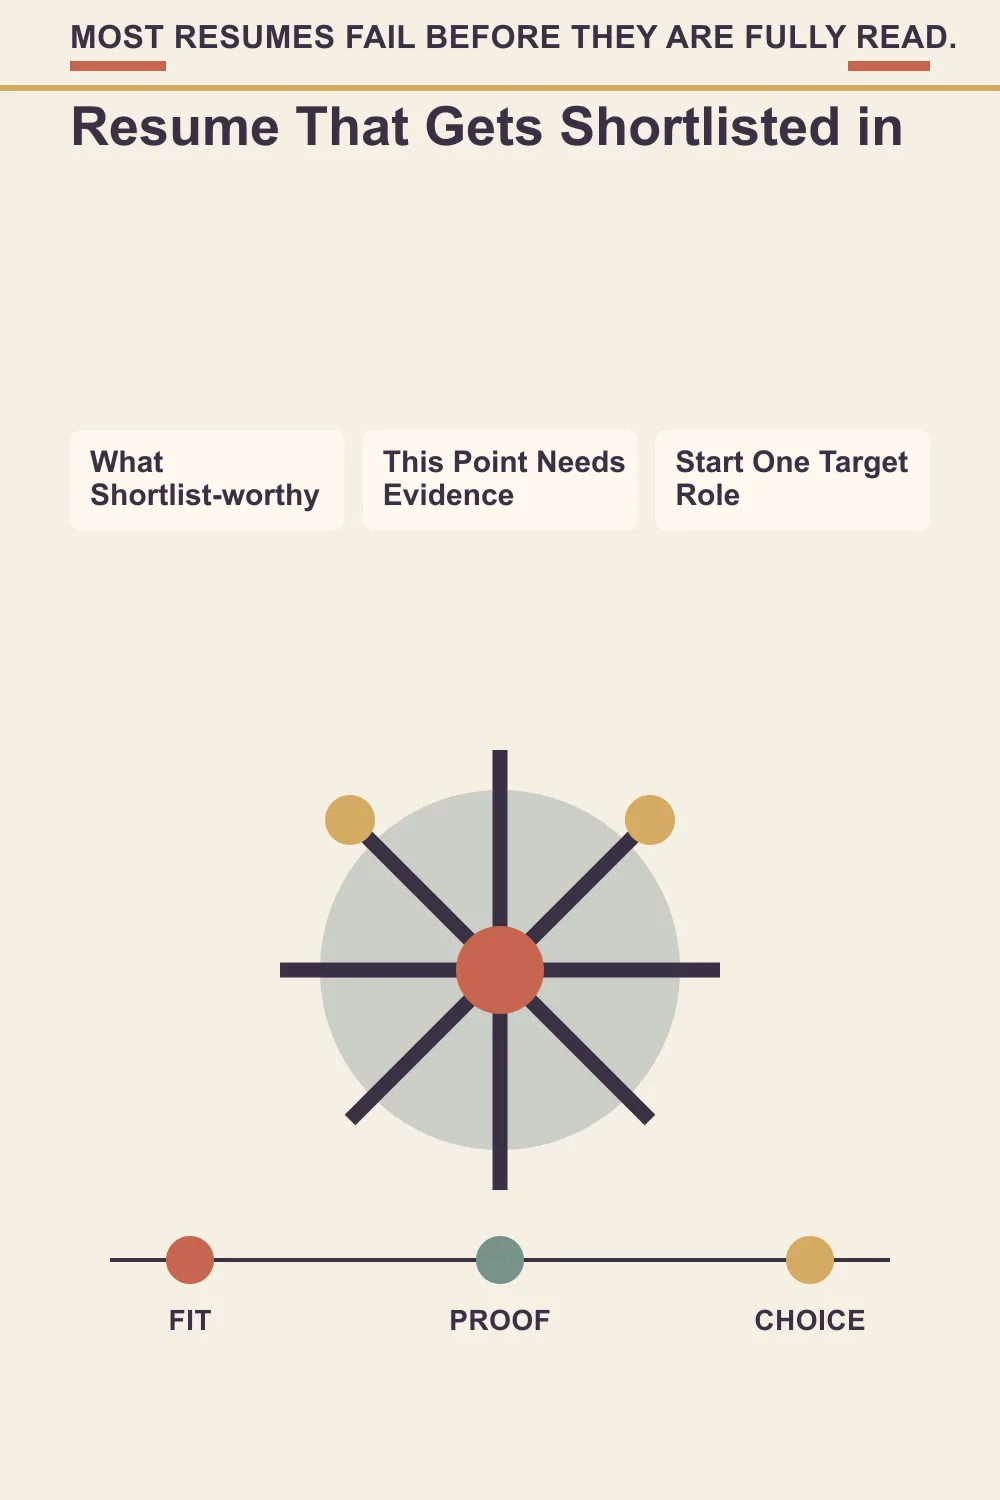 MOST RESUMES FAIL BEFORE THEY ARE FULLY READ.
Resume That Gets Shortlisted in
What
Shortlist-worthy
This Point Needs
Evidence
Start One Target
Role
FIT
PROOF
CHOICE